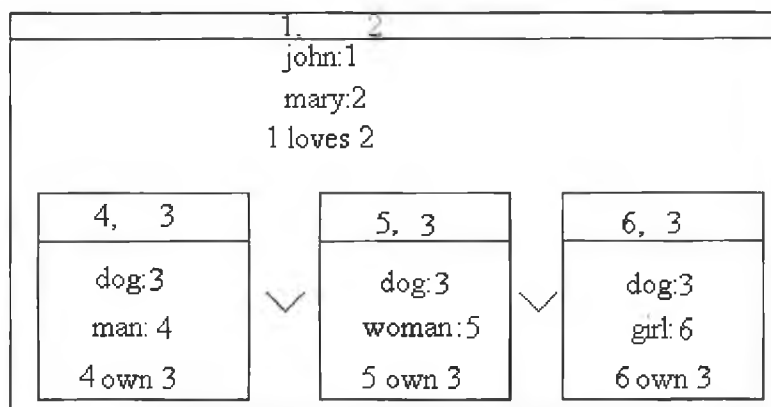 1, 2
john:1
mary:2
1 loves 2
4, 3
dog:3
man: 4
4 own 3
5, 3
dog:3
woman:5
5 own 3
6, 3
dog:3
girl: 6
6 own 3